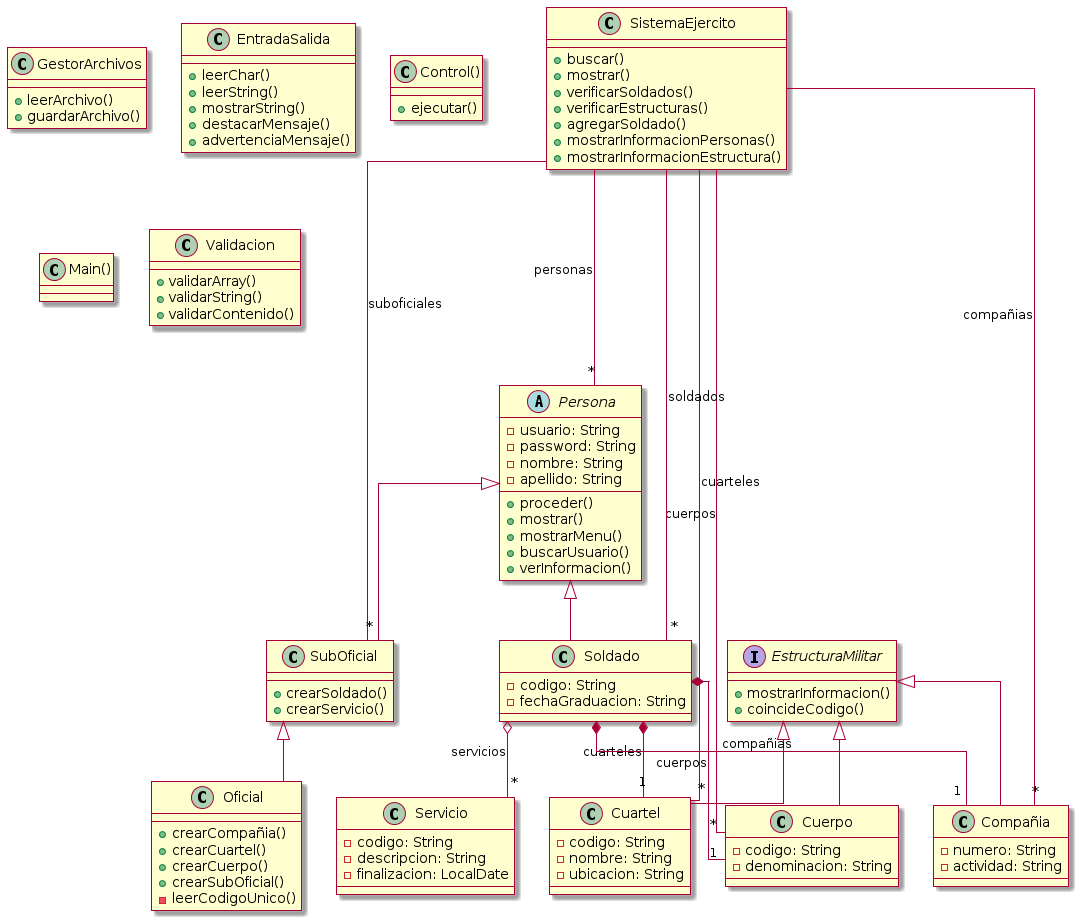 C GestorArchivos
leerArchivo()
guardarArchivo()
C EntradaSalida
leerChar()
leerString()
mostrarString()
destacarMensaje()
advertenciaMensaje()
C Control()
ejecutar()
C SistemaEjercito
buscar()
mostrar()
verificarSoldados()
verificarEstructuras()
agregarSoldado()
mostrarInformacionPersonas()
mostrarInformacionEstructura()
C Main()
C Validacion
validarArray()
validarString()
validarContenido()
suboficiales
personas
compañias
*
soldados
cuarteles
cuerpos
A Persona
usuario: String
password: String
nombre: String
apellido: String
proceder()
mostrar()
mostrarMenu()
buscarUsuario()
verInformacion()
*
*
C SubOficial
crearSoldado()
crearServicio()
C Soldado
codigo: String
fechaGraduacion: String
I EstructuraMilitar
mostrarInformacion()
coincideCodigo()
servicios
cuarteles
cuerpos
compañias
*
1
*
1
*
*
1
C Oficial
crearCompañia()
crearCuartel()
crearCuerpo()
crearSubOficial()
leerCodigoUnico()
C Servicio
codigo: String
descripcion: String
finalizacion: LocalDate
C Cuartel
codigo: String
nombre: String
ubicacion: String
C Cuerpo
codigo: String
denominacion: String
C Compañia
numero: String
actividad: String